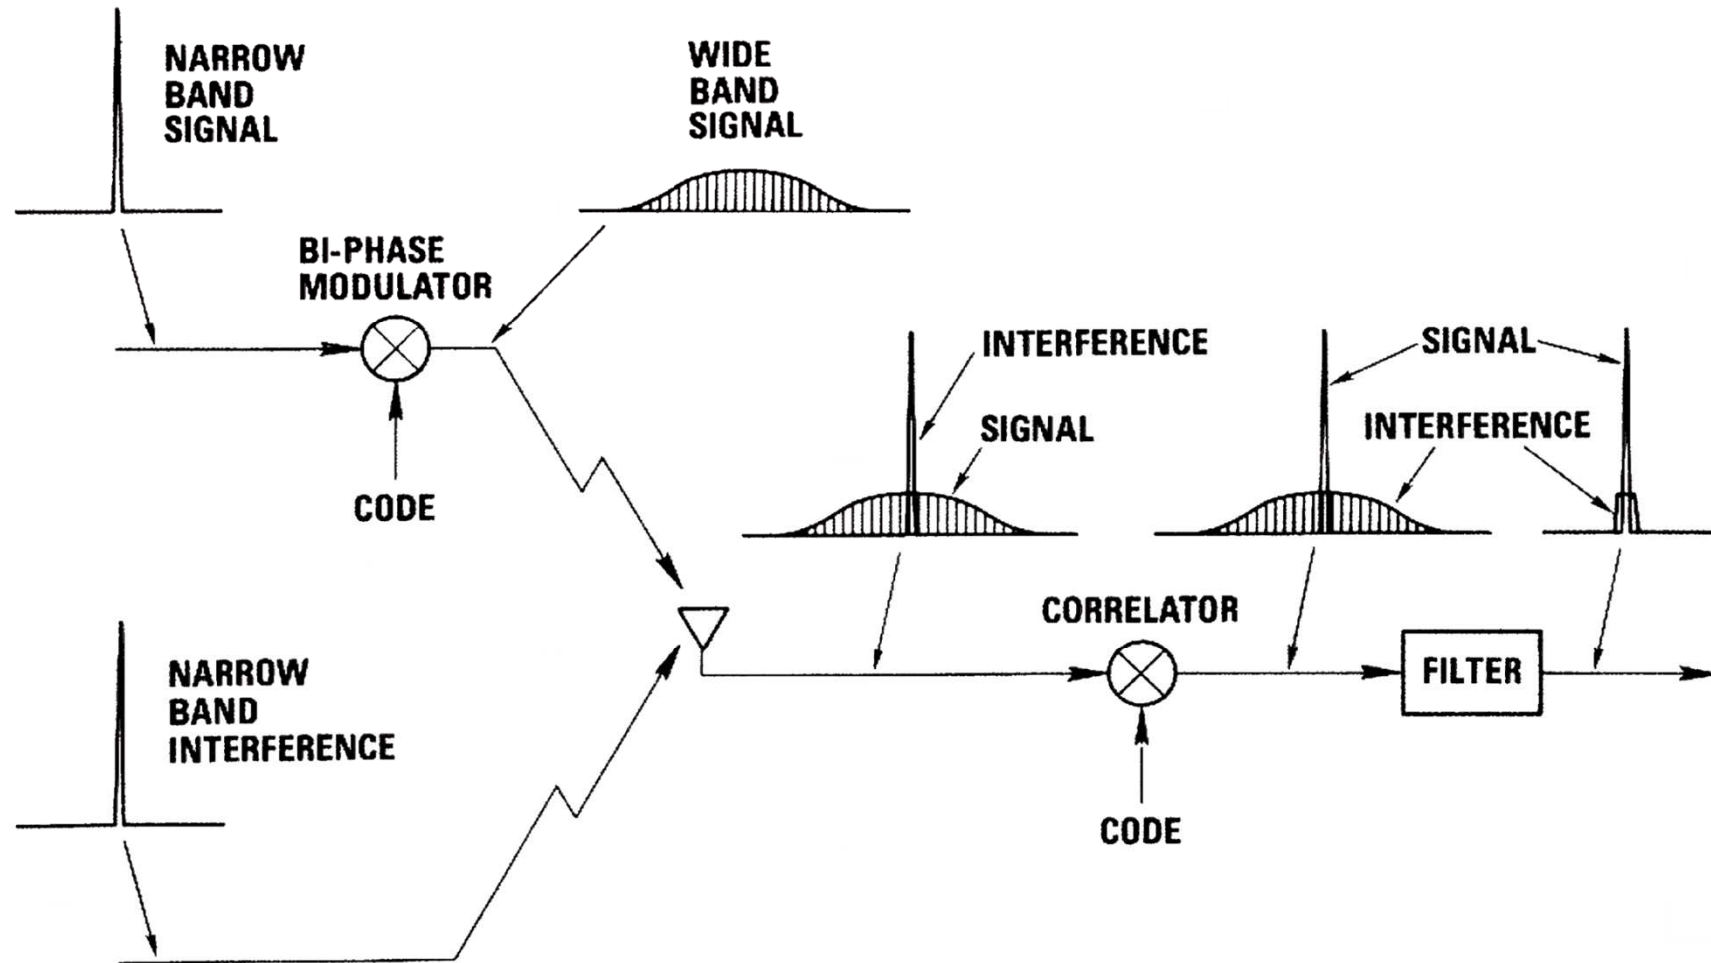 NARROW
BAND
SIGNAL
WIDE
BAND
SIGNAL
BI-PHASE
MODULATOR
CODE
INTERFERENCE
SIGNAL
SIGNAL
INTERFERENCE
NARROW
BAND
INTERFERENCE
CORRELATOR
FILTER
CODE